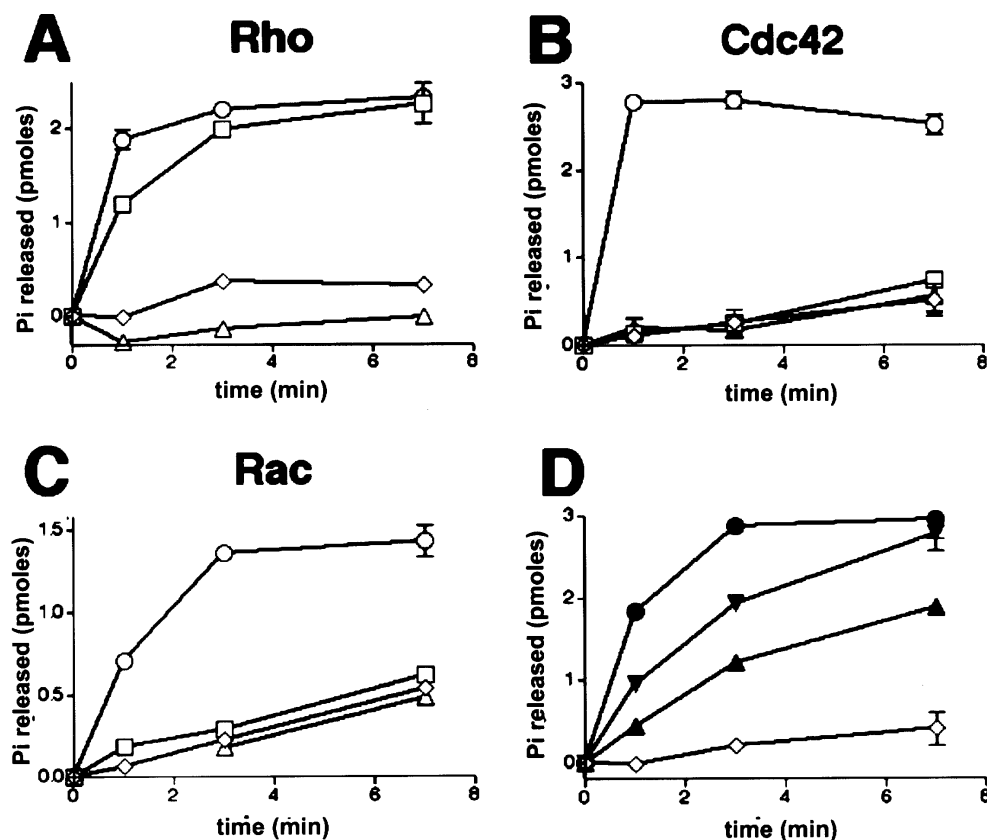 A
Rho
Pi released (pmoles)
2
1
0
0 2 4 6 8
time (min)
B
Cdc42
Pi released (pmoles)
3
2
1
0
0 2 4 6 8
time (min)
C
Rac
Pi released (pmoles)
1.5
1.0
0.5
0.0
0 2 4 6 8
time (min)
D
Pi released (pmoles)
3
2
1
0
0 2 4 6 8
time (min)